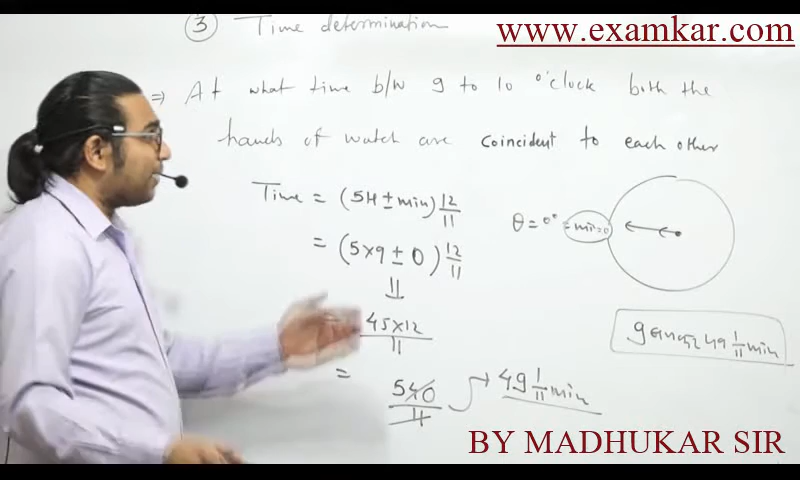 www.examkar.com
③ Time determination
⇒ At what time b/w 9 to 10 o'clock both the
hands of watch are coincident to each other
Time = (5H ± min) 12/11
θ = 0° = min=0
= (5×9 ± 0) 12/11
45×12/11
9 49 1/11 min
= 540/11 → 49 1/11 min
BY MADHUKAR SIR